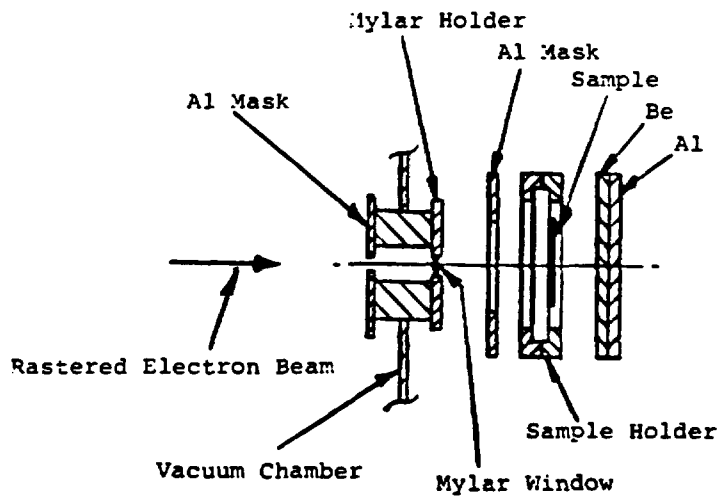 Mylar Holder
Al Mask
Sample
Al Mask
Be
Al
Rastered Electron Beam
Sample Holder
Vacuum Chamber
Mylar Window